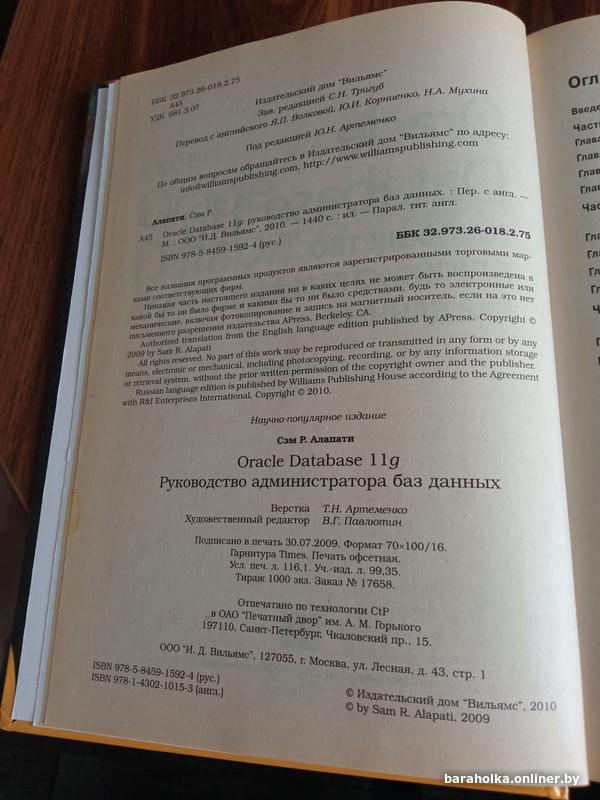 ББК 32.973.26-018.2.75
А45
УДК 681.3.07
Издательский дом "Вильямс"
Зав. редакцией С.Н. Тригуб
Перевод с английского Я.П. Волковой, Ю.И. Корниенко, Н.А. Мухина
Под редакцией Ю.Н. Артеменко
По общим вопросам обращайтесь в Издательский дом "Вильямс" по адресу:
info@williamspublishing.com, http://www.williamspublishing.com
Алапати, Сэм Р.
А45 Oracle Database 11g: руководство администратора баз данных. : Пер. с англ. —
М. : ООО "И.Д. Вильямс", 2010. — 1440 с. : ил. — Парал. тит. англ.
ISBN 978-5-8459-1592-4 (рус.)
ББК 32.973.26-018.2.75
Все названия программных продуктов являются зарегистрированными торговыми мар-
ками соответствующих фирм.
Никакая часть настоящего издания ни в каких целях не может быть воспроизведена в
какой бы то ни было форме и какими бы то ни было средствами, будь то электронные или
механические, включая фотокопирование и запись на магнитный носитель, если на это нет
письменного разрешения издательства APress, Berkeley, CA.
Authorized translation from the English language edition published by APress, Copyright ©
2009 by Sam R. Alapati
All rights reserved. No part of this work may be reproduced or transmitted in any form or by any
means, electronic or mechanical, including photocopying, recording, or by any information storage
or retrieval system, without the prior written permission of the copyright owner and the publisher.
Russian language edition is published by Williams Publishing House according to the Agreement
with R&I Enterprises International, Copyright © 2010.
Научно-популярное издание
Сэм Р. Алапати
Oracle Database 11g
Руководство администратора баз данных
Верстка Т.Н. Артеменко
Художественный редактор В.Г. Павлютин
Подписано в печать 30.07.2009. Формат 70×100/16.
Гарнитура Times. Печать офсетная.
Усл. печ. л. 116,1. Уч.-изд. л. 99,35.
Тираж 1000 экз. Заказ № 17658.
Отпечатано по технологии CtP
в ОАО "Печатный двор" им. А. М. Горького
197110, Санкт-Петербург, Чкаловский пр., 15.
ООО "И. Д. Вильямс", 127055, г. Москва, ул. Лесная, д. 43, стр. 1
ISBN 978-5-8459-1592-4 (рус.)
ISBN 978-1-4302-1015-3 (англ.)
© Издательский дом "Вильямс", 2010
© by Sam R. Alapati, 2009
Огл
Введе
Част
Глава
Глав
Глав
Глав
Час
Гла
Гла
Гл
Гл
Ч
baraholka.onliner.by